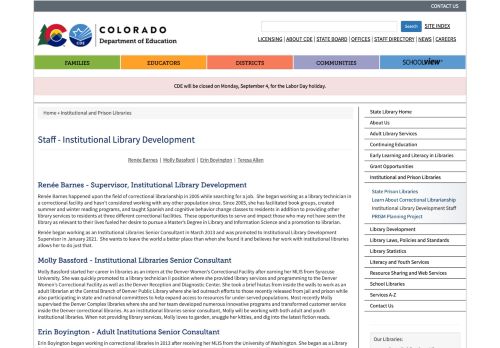 CONTACT US
COLORADO
Department of Education
CDE
Search
SITE INDEX
LICENSING | ABOUT CDE | STATE BOARD | OFFICES | STAFF DIRECTORY | NEWS | CAREERS
FAMILIES
EDUCATORS
DISTRICTS
COMMUNITIES
SCHOOLVIEW
CDE will be closed on Monday, September 4, for the Labor Day holiday.
Home » Institutional and Prison Libraries
Staff - Institutional Library Development
Renée Barnes | Molly Bassford | Erin Boyington | Teresa Allen
Renée Barnes - Supervisor, Institutional Library Development
Renée Barnes happened upon the field of correctional librarianship in 2005 while searching for a job. She began working as a library technician in
a correctional facility and hasn't considered working with any other population since. Since 2005, she has facilitated book groups, created
summer and winter reading programs, and taught Spanish and cognitive behavior change classes to residents in addition to providing other
library services to residents at three different correctional facilities. These opportunities to serve and impact those who may not have seen the
library as relevant to their lives fueled her desire to pursue a Master's Degree in Library and Information Science and a promotion to librarian.
Renée began working as an Institutional Libraries Senior Consultant in March 2013 and was promoted to Institutional Library Development
Supervisor in January 2021. She wants to leave the world a better place than when she found it and believes her work with institutional libraries
allows her to do just that.
Molly Bassford - Institutional Libraries Senior Consultant
Molly Bassford started her career in libraries as an intern at the Denver Women's Correctional Facility after earning her MLIS from Syracuse
University. She was quickly promoted to a library technician II position where she provided library services and programming to the Denver
Women's Correctional Facility as well as the Denver Reception and Diagnostic Center. She took a brief hiatus from inside the walls to work as an
adult librarian at the Central Branch of Denver Public Library where she led outreach efforts to those recently released from jail and prison while
also participating in state and national committees to help expand access to resources for under-served populations. Most recently Molly
supervised the Denver Complex libraries where she and her team developed numerous innovative programs and transformed customer service
inside the Denver correctional libraries. As an institutional libraries senior consultant, Molly will be working with both adult and youth
institutional libraries. When not providing library services, Molly loves to garden, snuggle her kitties, and dig into the latest fiction reads.
Erin Boyington - Adult Institutions Senior Consultant
Erin Boyington began working in correctional libraries in 2012 after receiving her MLIS from the University of Washington. She began as a Library
State Library Home
About Us
Adult Library Services
Continuing Education
Early Learning and Literacy in Libraries
Grant Opportunities
Institutional and Prison Libraries
State Prison Libraries
Learn About Correctional Librarianship
Institutional Library Development Staff
PRISM Planning Project
Library Development
Library Laws, Policies and Standards
Library Statistics
Literacy and Youth Services
Resource Sharing and Web Services
School Libraries
Services A-Z
Contact Us
Our Libraries: